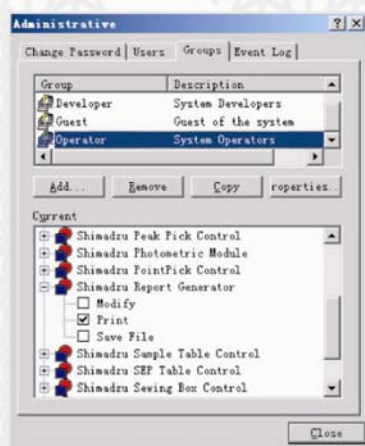 Administrative
Change Password Users Groups Event Log
Group Description
Developer System Developers
Guest Guest of the system
Operator System Operators
Add... Remove Copy roperties..
Current
Shimadzu Peak Pick Control
Shimadzu Photometric Module
Shimadzu PointPick Control
Shimadzu Report Generator
Modify
Print
Save File
Shimadzu Sample Table Control
Shimadzu SEP Table Control
Shimadzu Sewing Box Control
Close